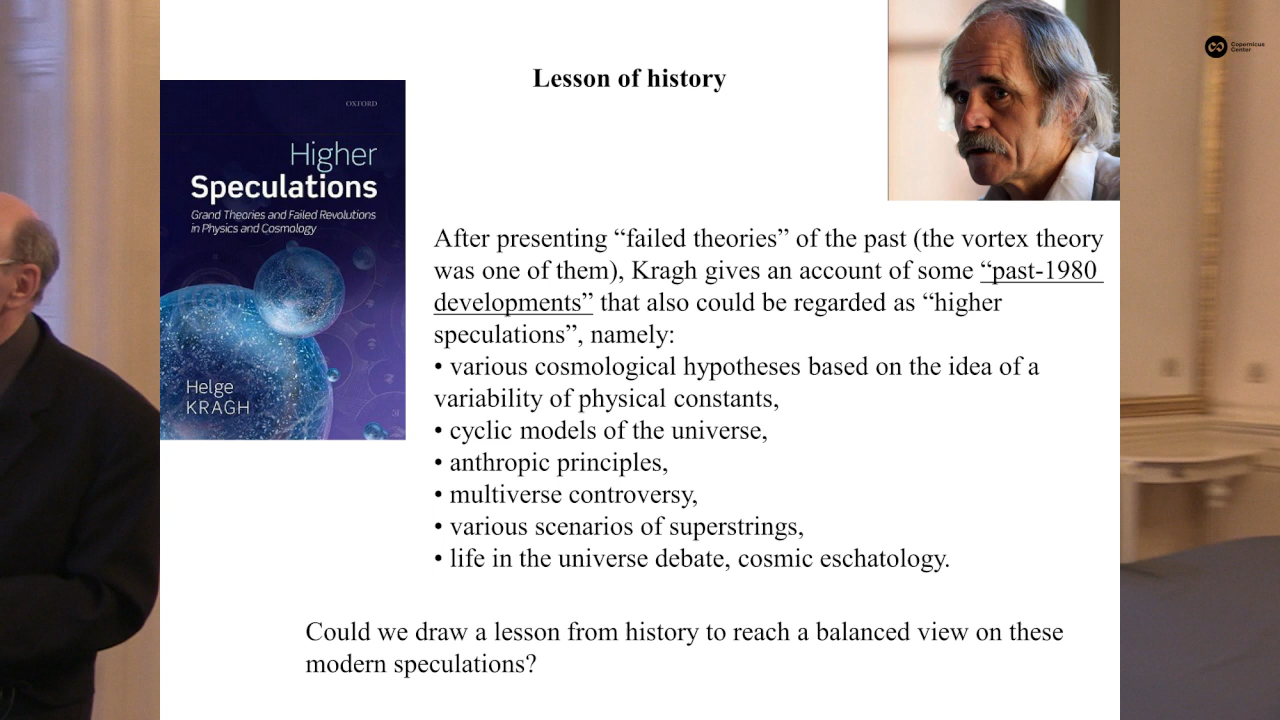 Lesson of history
Copernicus
Center
OXFORD
Higher
Speculations
Grand Theories and Failed Revolutions
in Physics and Cosmology
Helge
KRAGH
After presenting “failed theories” of the past (the vortex theory
was one of them), Kragh gives an account of some “past-1980
developments” that also could be regarded as “higher
speculations”, namely:
• various cosmological hypotheses based on the idea of a
variability of physical constants,
• cyclic models of the universe,
• anthropic principles,
• multiverse controversy,
• various scenarios of superstrings,
• life in the universe debate, cosmic eschatology.
Could we draw a lesson from history to reach a balanced view on these
modern speculations?